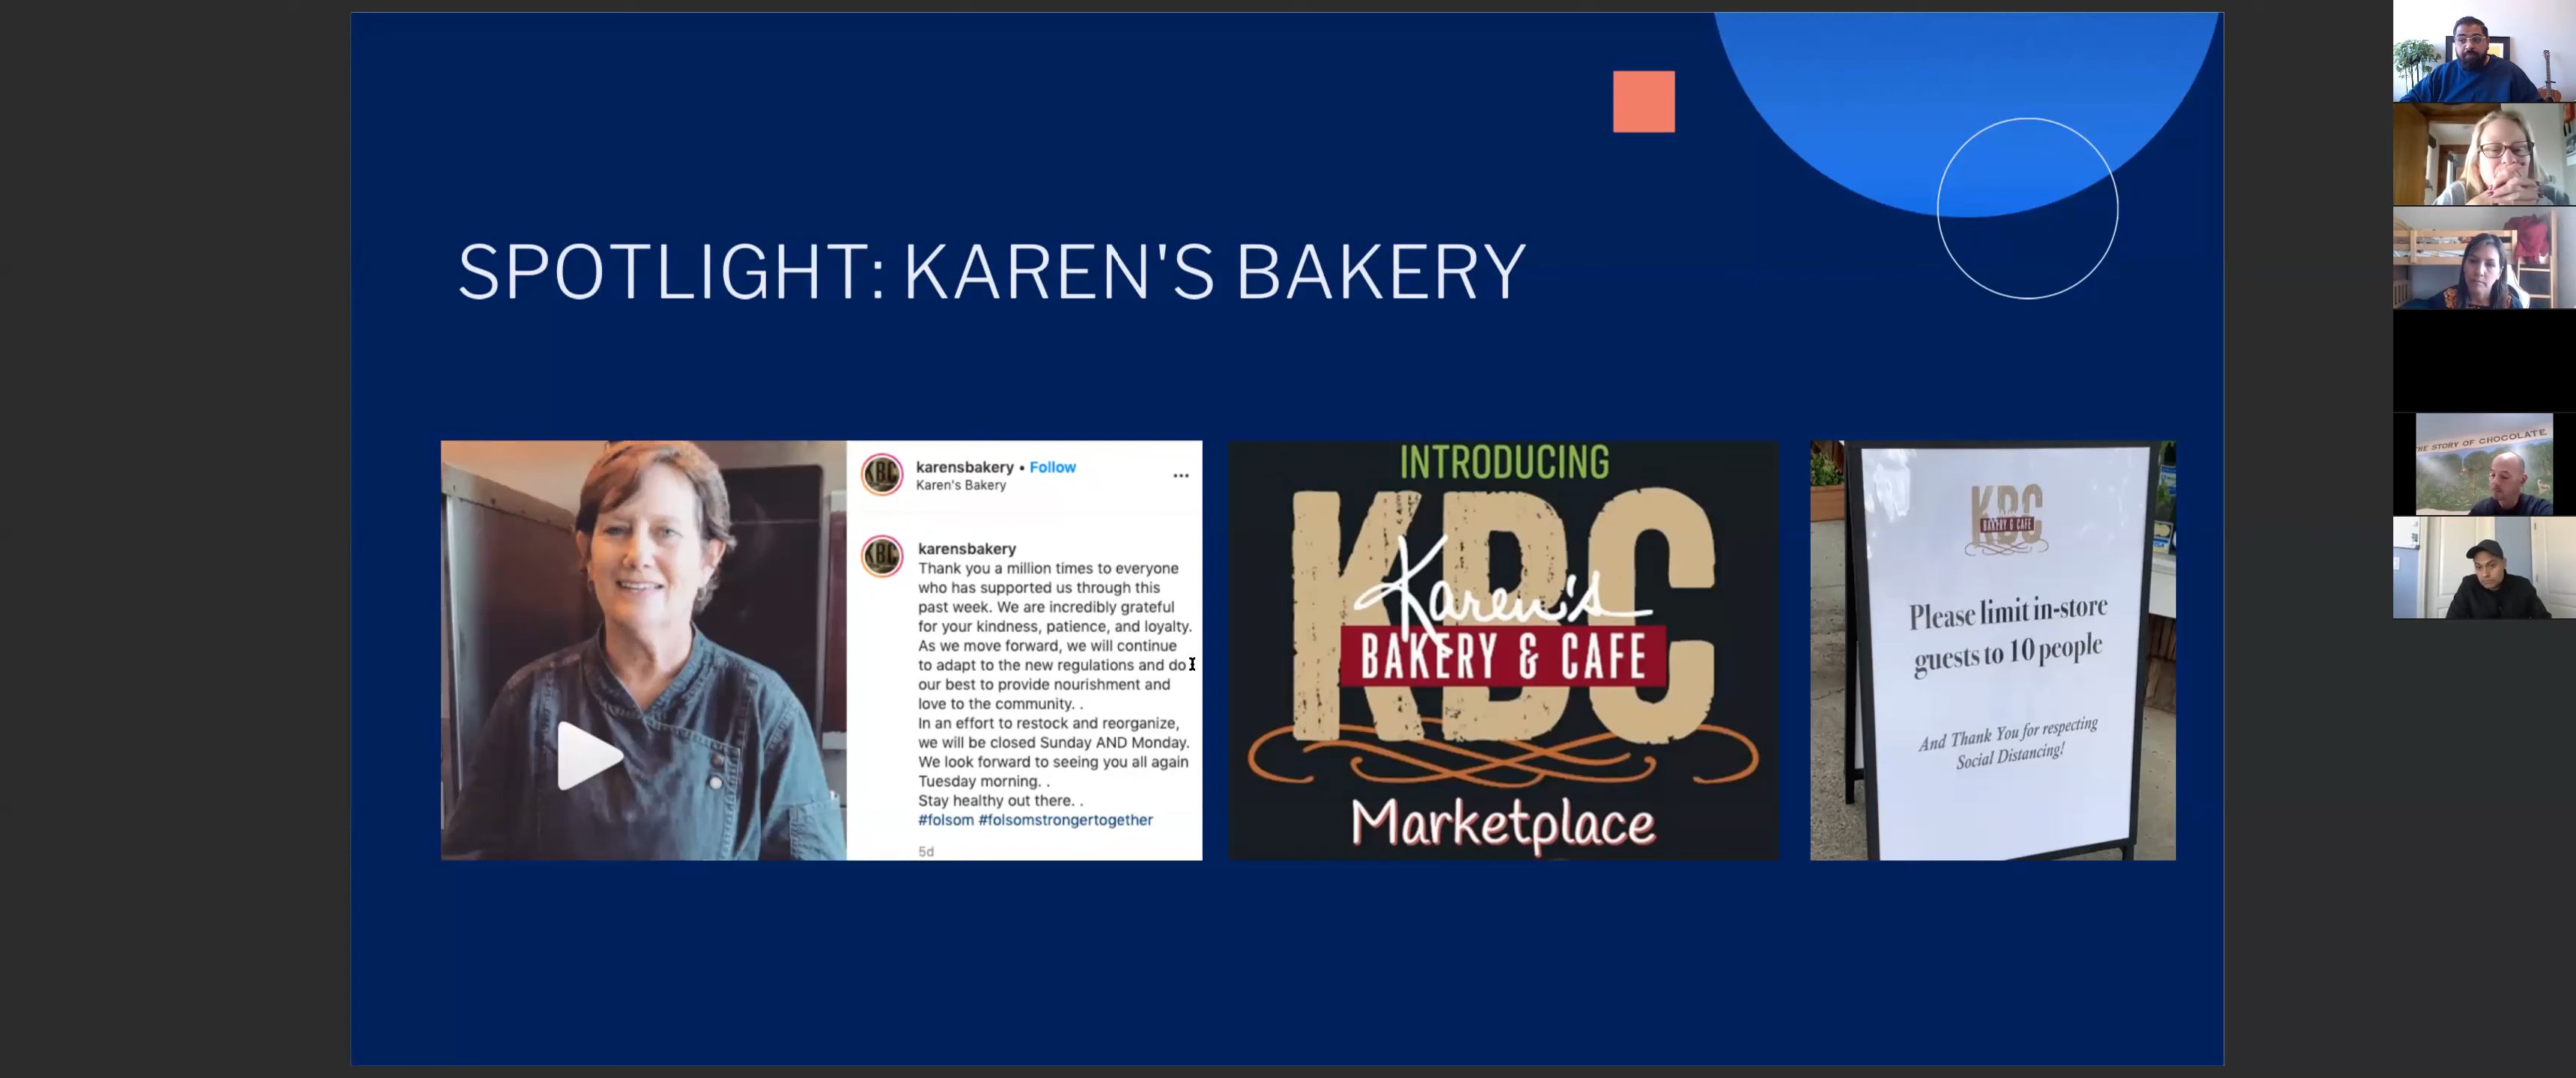 SPOTLIGHT: KAREN'S BAKERY
karensbakery • Follow
Karen's Bakery
karensbakery
Thank you a million times to everyone
who has supported us through this
past week. We are incredibly grateful
for your kindness, patience, and loyalty.
As we move forward, we will continue
to adapt to the new regulations and do
our best to provide nourishment and
love to the community. .
In an effort to restock and reorganize,
we will be closed Sunday AND Monday.
We look forward to seeing you all again
Tuesday morning. .
Stay healthy out there. .
#folsom #folsomstrongertogether
5d
KBC
KBC
INTRODUCING
KBC
Karen's
BAKERY & CAFE
Marketplace
KBC
BAKERY & CAFE
Please limit in-store
guests to 10 people
And Thank You for respecting
Social Distancing!
STORY OF CHOCOLATE